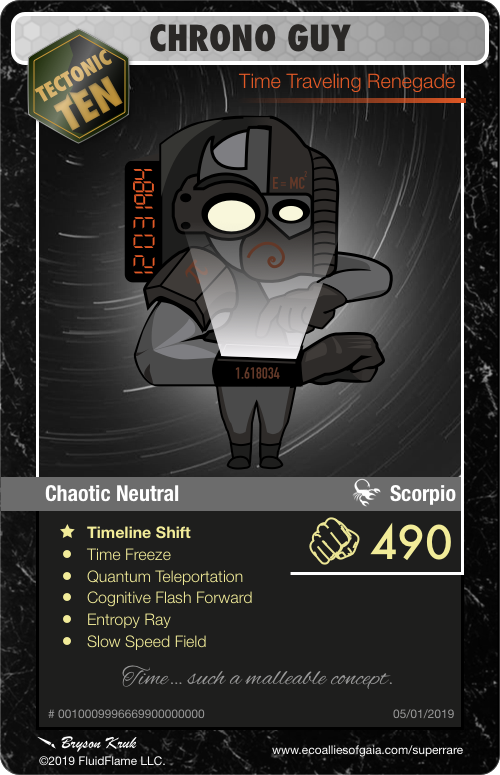 CHRONO GUY
TECTONIC
TEN
Time Traveling Renegade
E=MC²
12031984
1.618034
Chaotic Neutral
Scorpio
490
Timeline Shift
Time Freeze
Quantum Teleportation
Cognitive Flash Forward
Entropy Ray
Slow Speed Field
Time... such a malleable concept.
# 0010009996669900000000
05/01/2019
Bryson Kruk
©2019 FluidFlame LLC.
www.ecoalliesofgaia.com/superrare